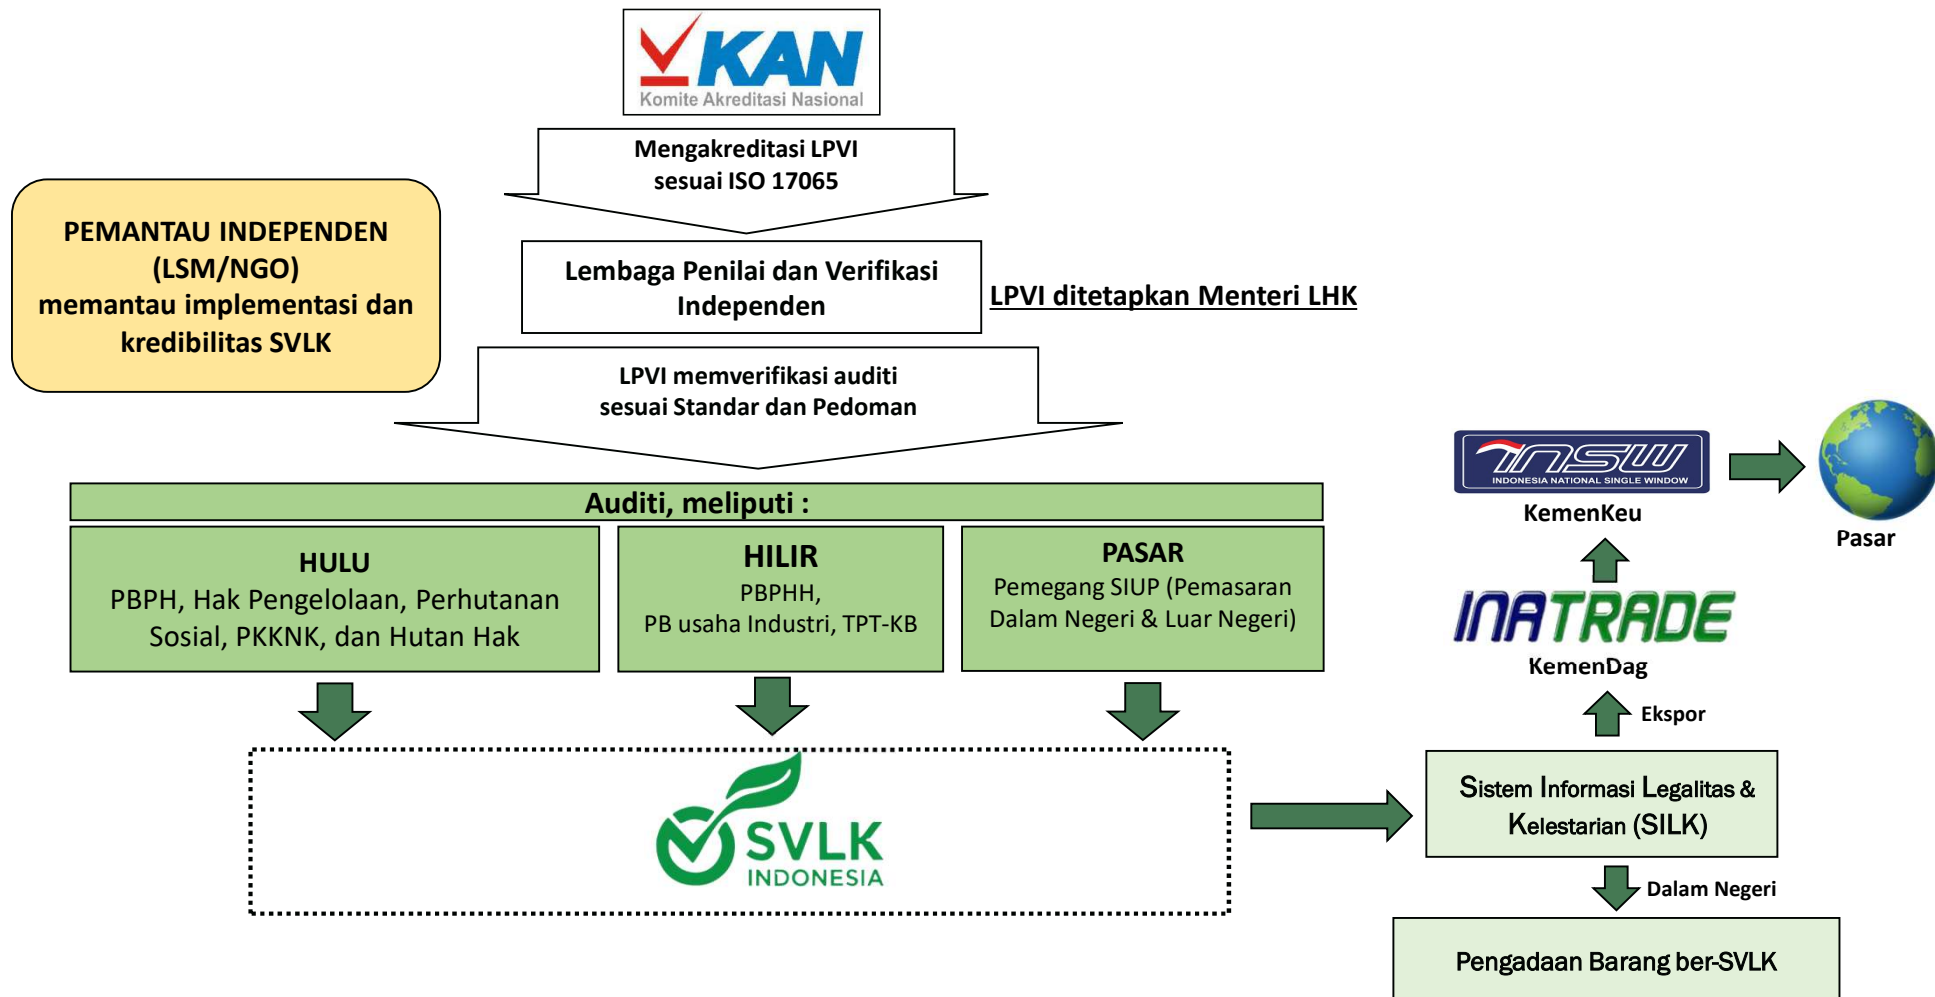 KAN
Komite Akreditasi Nasional
Mengakreditasi LPVI
sesuai ISO 17065
PEMANTAU INDEPENDEN
(LSM/NGO)
memantau implementasi dan
kredibilitas SVLK
Lembaga Penilai dan Verifikasi
Independen
LPVI ditetapkan Menteri LHK
LPVI memverifikasi auditi
sesuai Standar dan Pedoman
Auditi, meliputi :
HULU
PBPH, Hak Pengelolaan, Perhutanan
Sosial, PKKNK, dan Hutan Hak
HILIR
PBPHH,
PB usaha Industri, TPT-KB
PASAR
Pemegang SIUP (Pemasaran
Dalam Negeri & Luar Negeri)
SVLK
INDONESIA
INSW
INDONESIA NATIONAL SINGLE WINDOW
KemenKeu
Pasar
INATRADE
KemenDag
Ekspor
Sistem Informasi Legalitas &
Kelestarian (SILK)
Dalam Negeri
Pengadaan Barang ber-SVLK